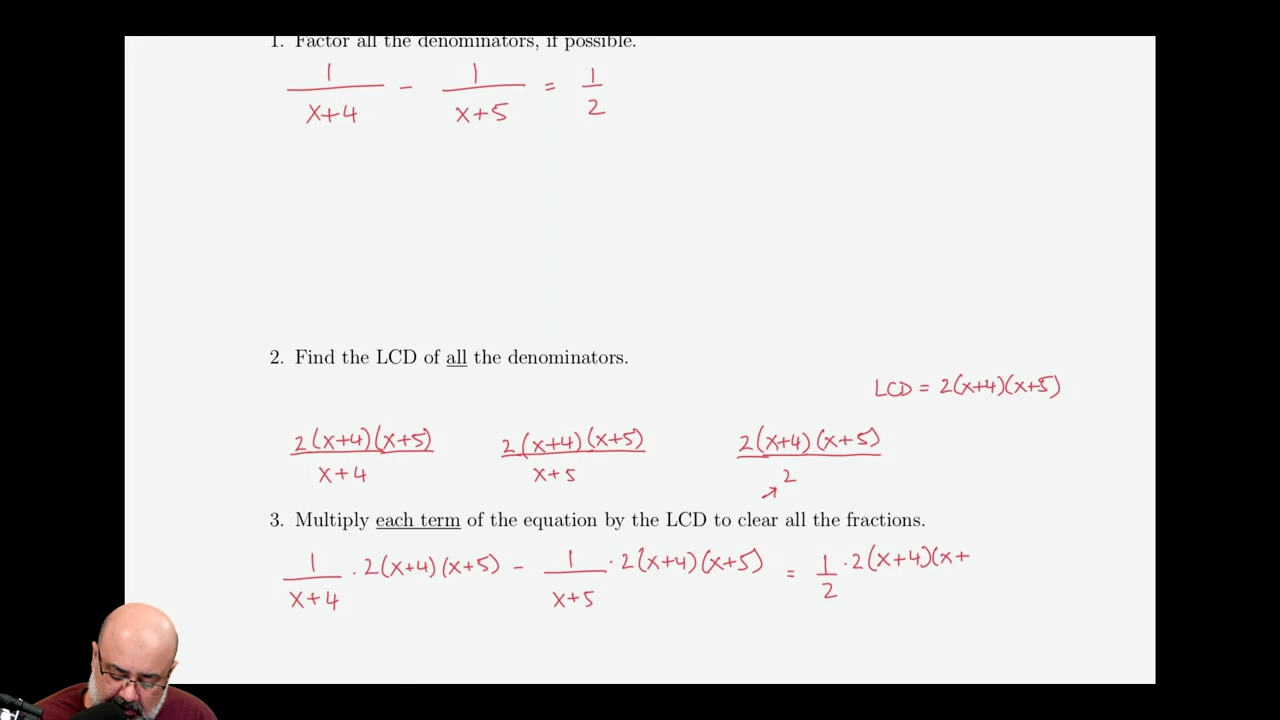 1. Factor all the denominators, if possible.
1/(x+4) - 1/(x+5) = 1/2
2. Find the LCD of all the denominators.
LCD = 2(x+4)(x+5)
2(x+4)(x+5)/(x+4) 2(x+4)(x+5)/(x+5) 2(x+4)(x+5)/2
3. Multiply each term of the equation by the LCD to clear all the fractions.
1/(x+4) · 2(x+4)(x+5) - 1/(x+5) · 2(x+4)(x+5) = 1/2 · 2(x+4)(x+